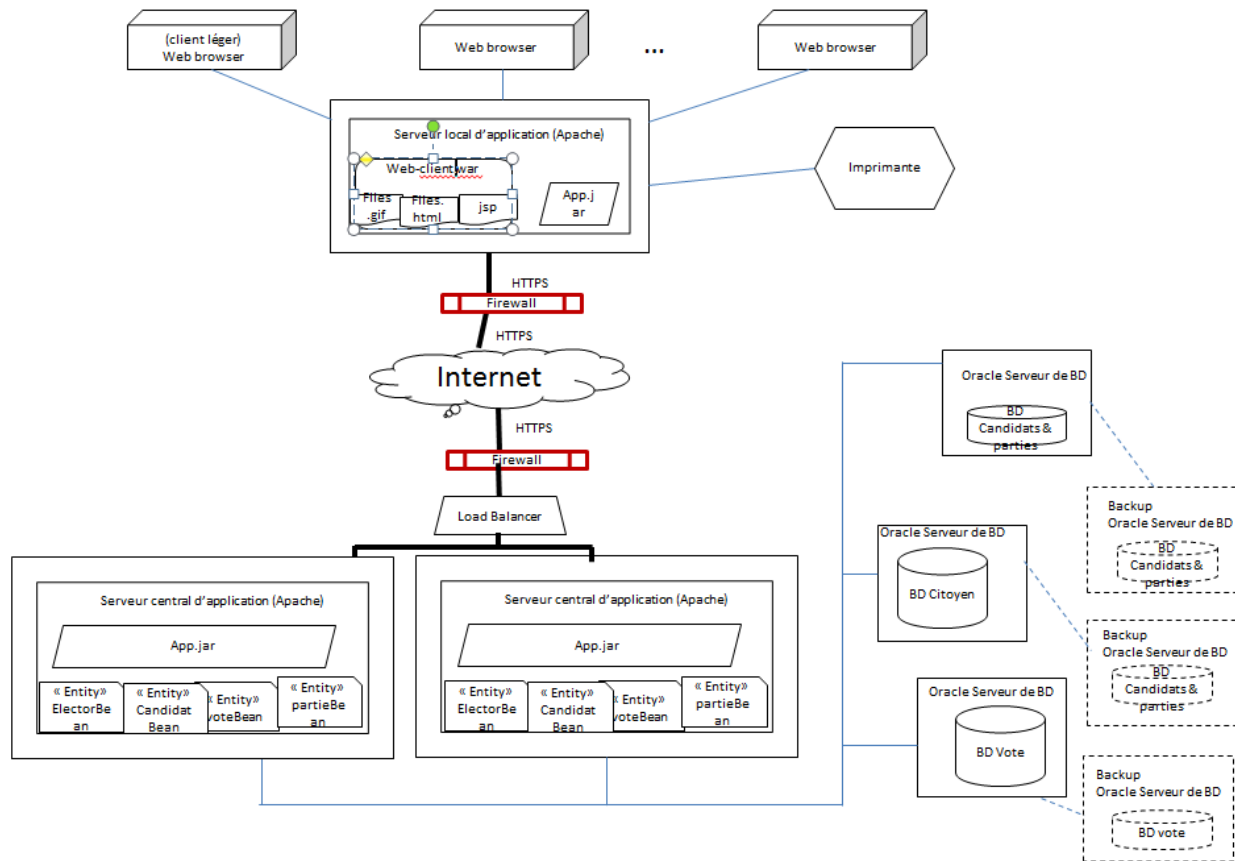 (client léger)
Web browser
Web browser
...
Web browser
Serveur local d'application (Apache)
Web-client war
Files
.gif
Files.
html
jsp
App.j
ar
Imprimante
HTTPS
Firewall
HTTPS
Internet
HTTPS
Firewall
Load Balancer
Serveur central d'application (Apache)
App.jar
« Entity»
ElectorBe
an
« Entity»
Candidat
Bean
« Entity»
voteBean
« Entity»
partieBe
an
Serveur central d'application (Apache)
App.jar
« Entity»
ElectorBe
an
« Entity»
Candidat
Bean
« Entity»
voteBean
« Entity»
partieBe
an
Oracle Serveur de BD
BD
Candidats &
parties
Backup
Oracle Serveur de BD
BD
Candidats &
parties
Oracle Serveur de BD
BD Citoyen
Backup
Oracle Serveur de BD
BD
Candidats &
parties
Oracle Serveur de BD
BD Vote
Backup
Oracle Serveur de BD
BD vote